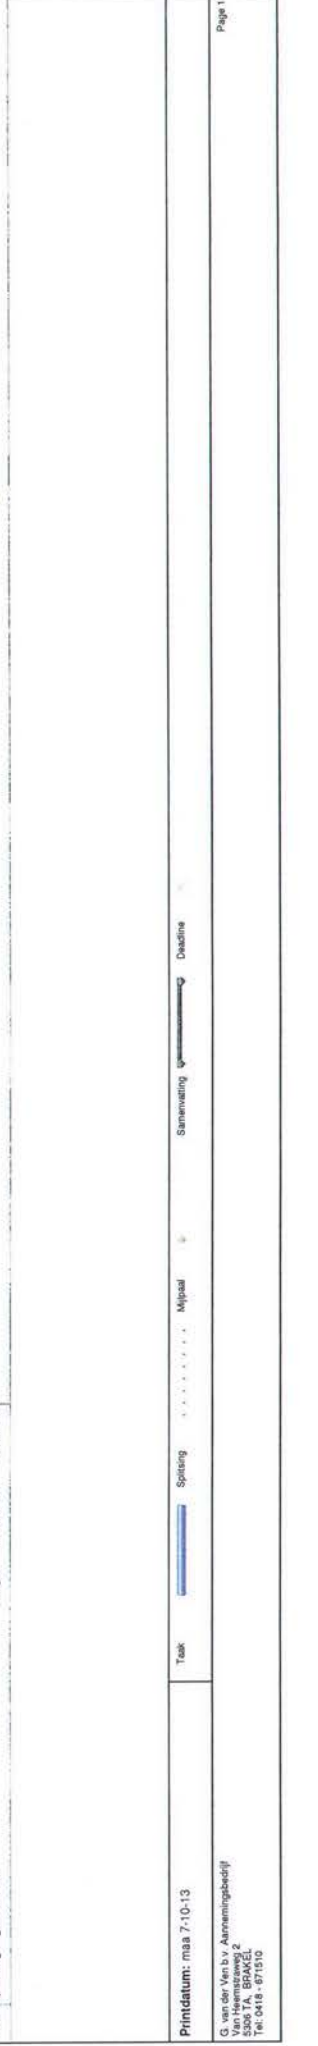 Printdatum: maa 7-10-13
Taak Splitsing Mijlpaal Samenvatting Deadline
G. van der Ven b.v. Aannemingsbedrijf
Van Heemstraweg 2
5306 TA, BRAKEL
Tel: 0418 - 671510
Page 1